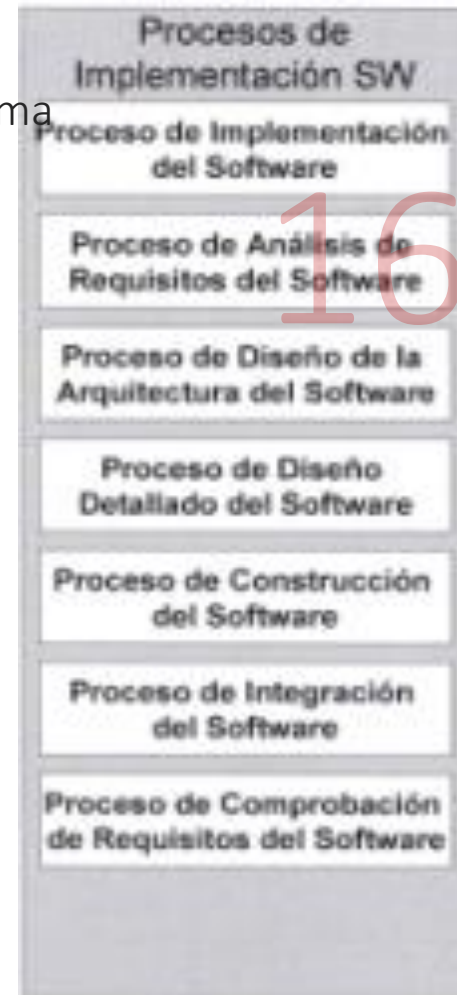 Procesos de
Implementación SW
ma
Proceso de Implementación
del Software
16
Proceso de Análisis de
Requisitos del Software
Proceso de Diseño de la
Arquitectura del Software
Proceso de Diseño
Detallado del Software
Proceso de Construcción
del Software
Proceso de Integración
del Software
Proceso de Comprobación
de Requisitos del Software